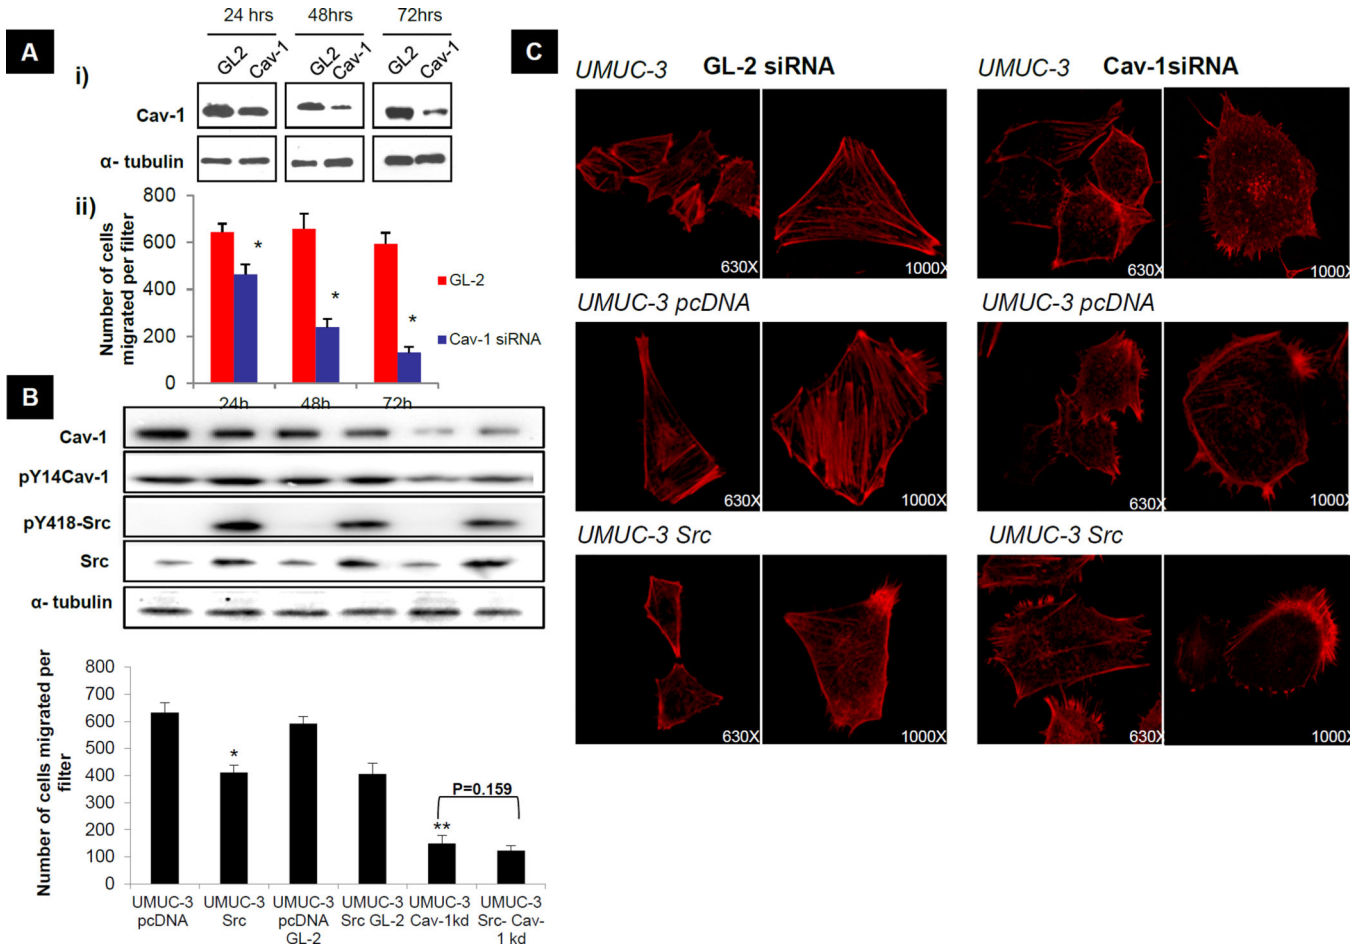 A
24 hrs 48hrs 72hrs
GL2 Cav-1 GL2 Cav-1 GL2 Cav-1
i)
Cav-1
α- tubulin
ii)
Number of cells
migrated per filter
800
600
400
200
0
* * *
24h 48h 72h
GL-2
Cav-1 siRNA
B
Cav-1
pY14Cav-1
pY418-Src
Src
α- tubulin
Number of cells migrated per
filter
800
700
600
500
400
300
200
100
0
*
**
P=0.159
UMUC-3 UMUC-3 UMUC-3 UMUC-3 UMUC-3 UMUC-3
pcDNA Src pcDNA Src GL-2 Cav-1kd Src- Cav-
GL-2 1 kd
C
UMUC-3 GL-2 siRNA UMUC-3 Cav-1siRNA
630X 1000X 630X 1000X
UMUC-3 pcDNA UMUC-3 pcDNA
630X 1000X 630X 1000X
UMUC-3 Src UMUC-3 Src
630X 1000X 630X 1000X